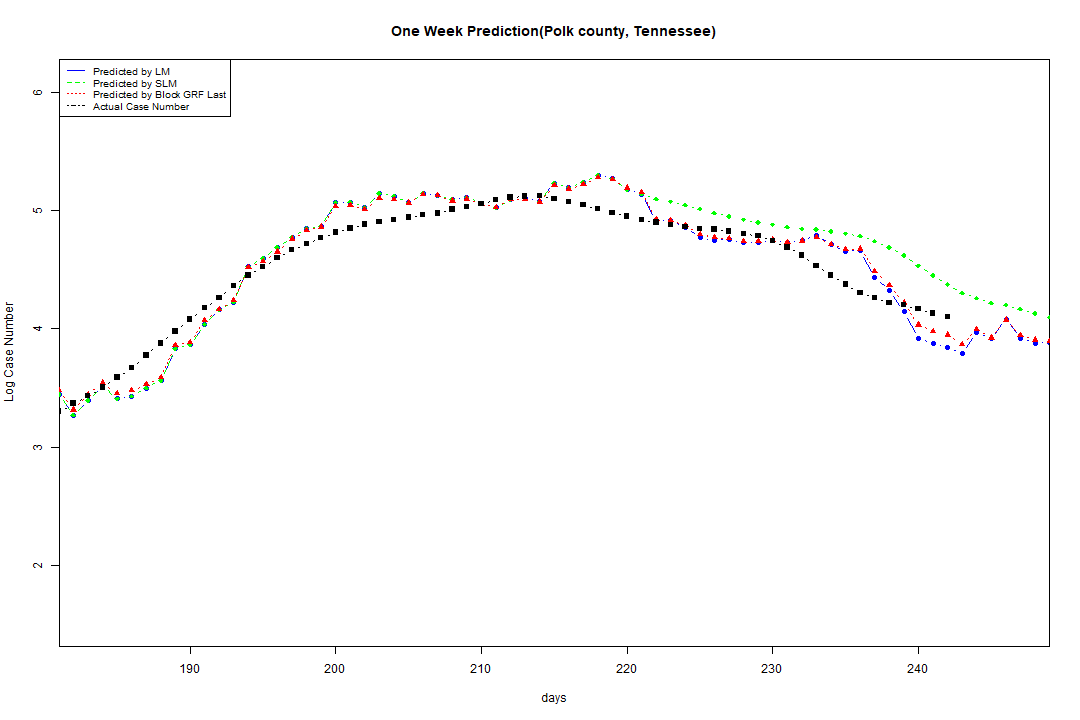 One Week Prediction(Polk county, Tennessee)
Predicted by LM
Predicted by SLM
Predicted by Block GRF Last
Actual Case Number
6
5
4
3
2
Log Case Number
190 200 210 220 230 240
days